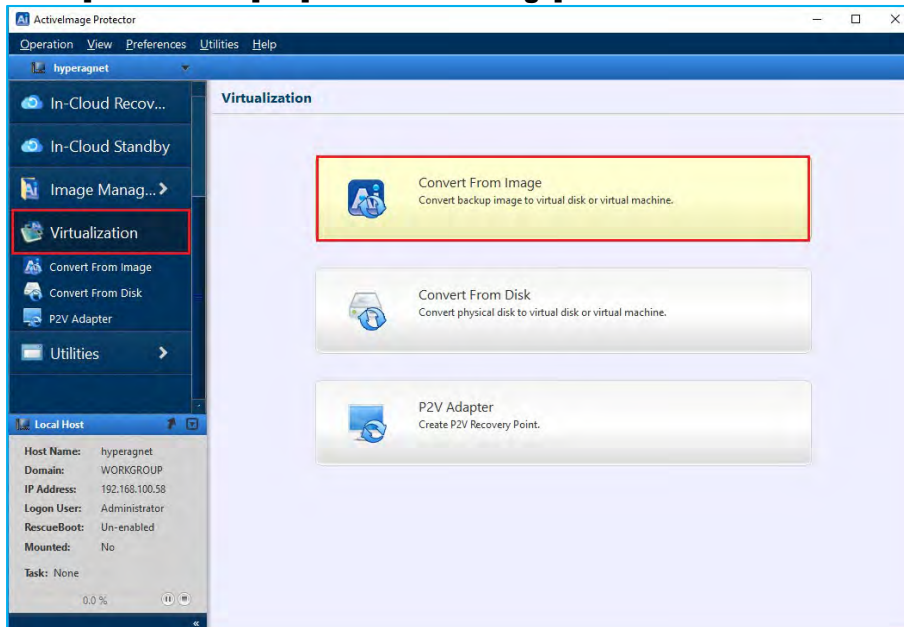 ActiveImage Protector
Operation View Preferences Utilities Help
hyperagnet
In-Cloud Recov...
In-Cloud Standby
Image Manag...
Virtualization
Convert From Image
Convert From Disk
P2V Adapter
Utilities
Local Host
Host Name: hyperagnet
Domain: WORKGROUP
IP Address: 192.168.100.58
Logon User: Administrator
RescueBoot: Un-enabled
Mounted: No
Task: None
0.0 %
Virtualization
Convert From Image
Convert backup image to virtual disk or virtual machine.
Convert From Disk
Convert physical disk to virtual disk or virtual machine.
P2V Adapter
Create P2V Recovery Point.